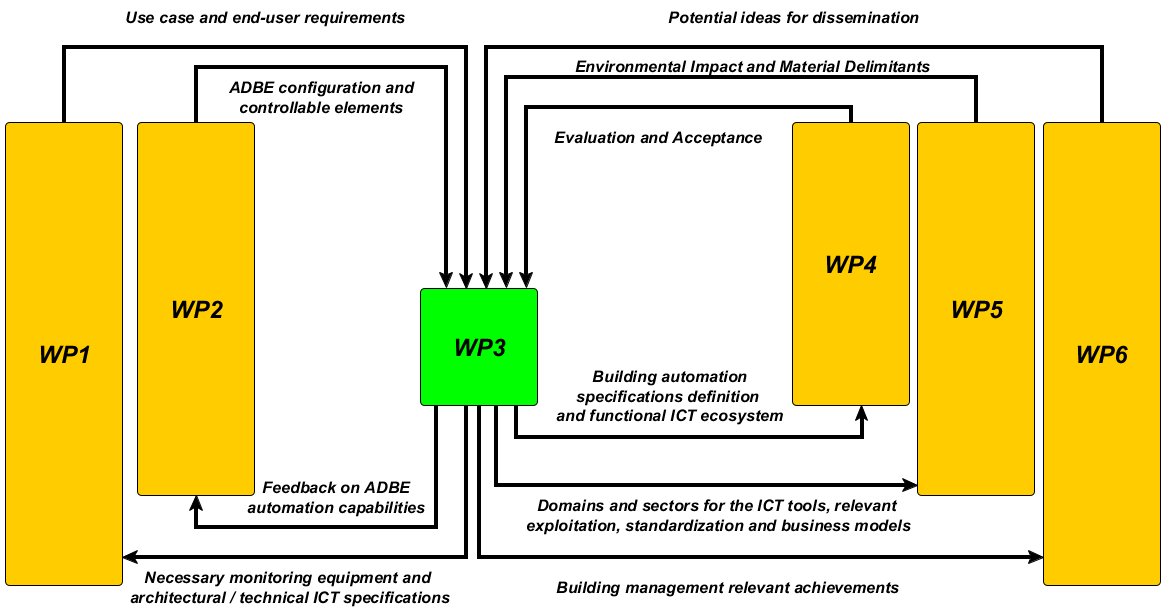 Use case and end-user requirements
Potential ideas for dissemination
Environmental Impact and Material Delimitants
ADBE configuration and
controllable elements
Evaluation and Acceptance
WP4
WP2
WP5
WP1
WP3
WP6
Building automation
specifications definition
and functional ICT ecosystem
Feedback on ADBE
automation capabilities
Domains and sectors for the ICT tools, relevant
exploitation, standardization and business models
Necessary monitoring equipment and
architectural / technical ICT specifications
Building management relevant achievements